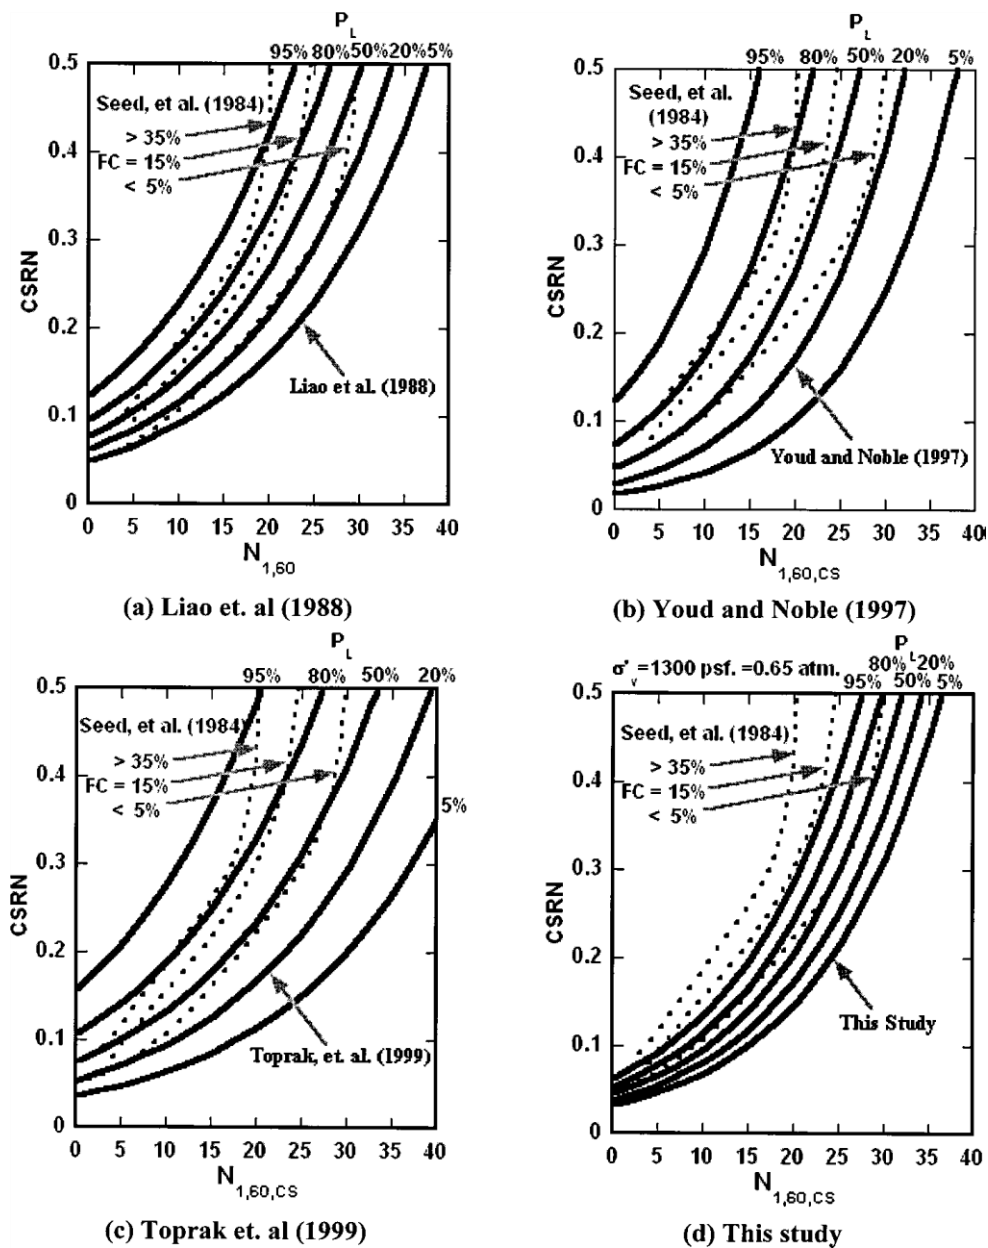 P_L
95% 80% 50% 20% 5%
0.5
Seed, et al. (1984)
> 35%
0.4
FC = 15%
< 5%
0.3
CSRN
0.2
Liao et al. (1988)
0.1
0
0 5 10 15 20 25 30 35 40
N_1,60
(a) Liao et. al (1988)
P_L
95% 80% 50% 20% 5%
0.5
Seed, et al.
(1984)
> 35%
0.4
FC = 15%
< 5%
0.3
CSRN
0.2
0.1
Youd and Noble (1997)
0
0 5 10 15 20 25 30 35 40
N_1,60,CS
(b) Youd and Noble (1997)
P_L
95% 80% 50% 20%
0.5
Seed, et al. (1984)
> 35%
0.4
FC = 15%
< 5%
5%
0.3
CSRN
0.2
0.1
Toprak, et. al. (1999)
0
0 5 10 15 20 25 30 35 40
N_1,60,CS
(c) Toprak et. al (1999)
P_L
σ'_v =1300 psf. =0.65 atm.
80% 20%
95% 50% 5%
0.5
Seed, et al. (1984)
> 35%
0.4
FC = 15%
< 5%
0.3
CSRN
0.2
This Study
0.1
0
0 5 10 15 20 25 30 35 40
N_1,60,CS
(d) This study